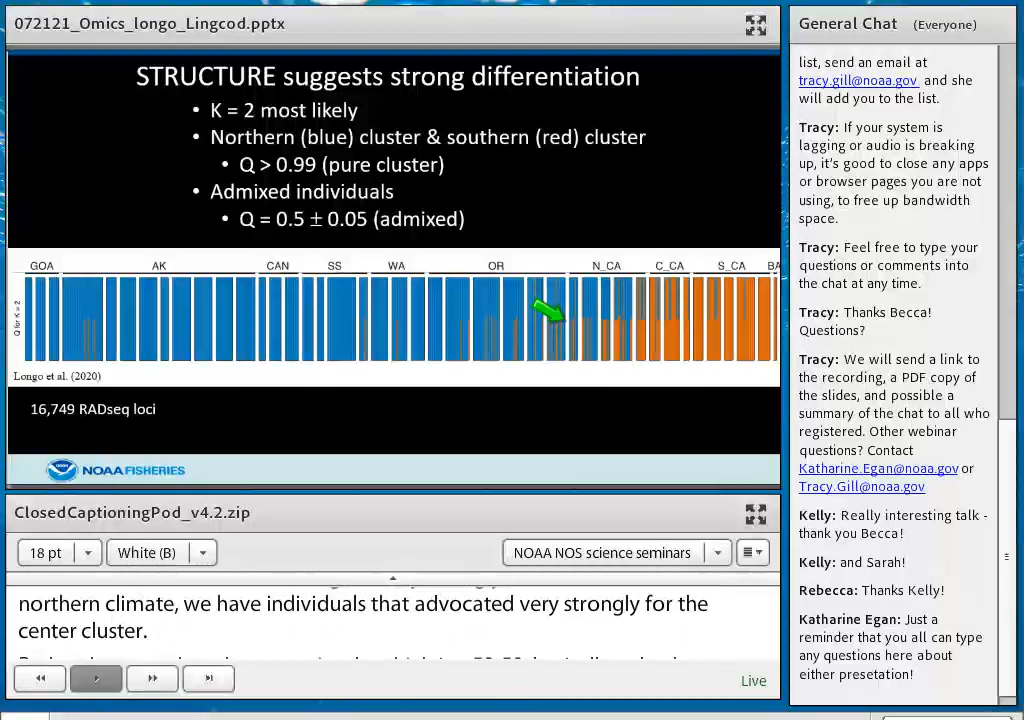 072121_Omics_longo_Lingcod.pptx
STRUCTURE suggests strong differentiation
• K = 2 most likely
• Northern (blue) cluster & southern (red) cluster
• Q > 0.99 (pure cluster)
• Admixed individuals
• Q = 0.5 ± 0.05 (admixed)
GOA AK CAN SS WA OR N_CA C_CA S_CA BA
Q for K = 2
Longo et al. (2020)
16,749 RADseq loci
NOAA FISHERIES
ClosedCaptioningPod_v4.2.zip
18 pt White (B) NOAA NOS science seminars
northern climate, we have individuals that advocated very strongly for the
center cluster.
Live
General Chat (Everyone)
list, send an email at
tracy.gill@noaa.gov and she
will add you to the list.
Tracy: If your system is
lagging or audio is breaking
up, it's good to close any apps
or browser pages you are not
using, to free up bandwidth
space.
Tracy: Feel free to type your
questions or comments into
the chat at any time.
Tracy: Thanks Becca!
Questions?
Tracy: We will send a link to
the recording, a PDF copy of
the slides, and possible a
summary of the chat to all who
registered. Other webinar
questions? Contact
Katharine.Egan@noaa.gov or
Tracy.Gill@noaa.gov
Kelly: Really interesting talk -
thank you Becca!
Kelly: and Sarah!
Rebecca: Thanks Kelly!
Katharine Egan: Just a
reminder that you all can type
any questions here about
either presetation!